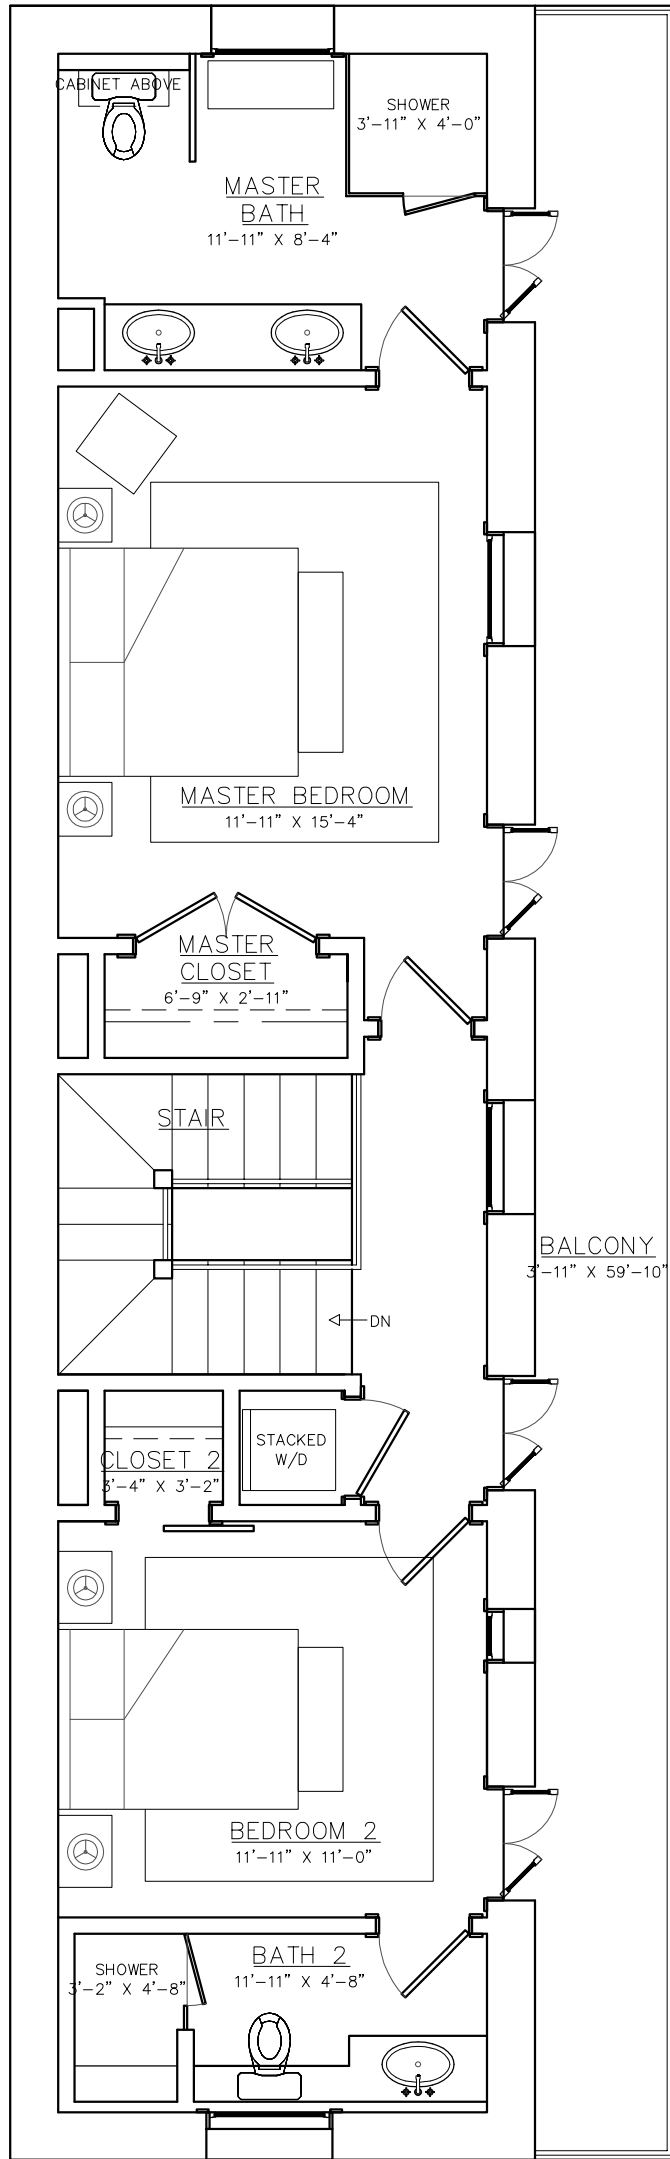 CABINET ABOVE
SHOWER
3'-11" X 4'-0"
MASTER
BATH
11'-11" X 8'-4"
MASTER BEDROOM
11'-11" X 15'-4"
MASTER
CLOSET
6'-9" X 2'-11"
STAIR
BALCONY
3'-11" X 59'-10"
DN
STACKED
W/D
CLOSET 2
3'-4" X 3'-2"
BEDROOM 2
11'-11" X 11'-0"
BATH 2
11'-11" X 4'-8"
SHOWER
3'-2" X 4'-8"